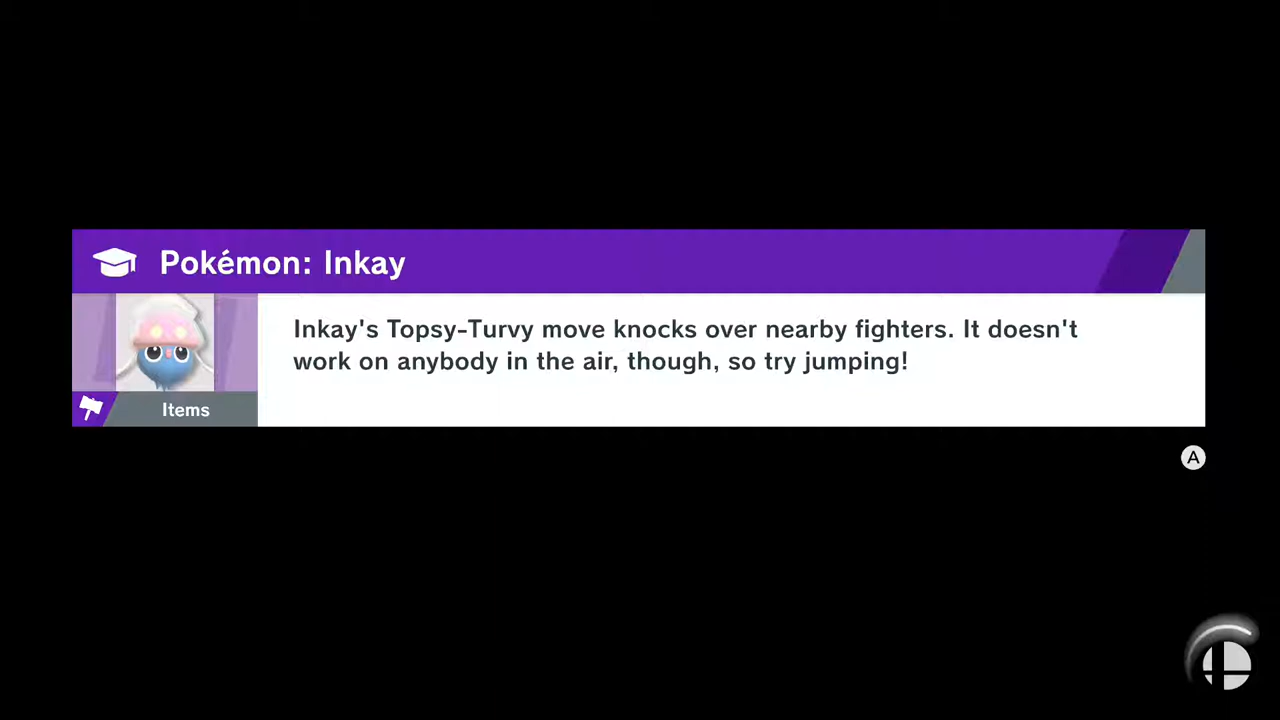 Pokémon: Inkay
Inkay's Topsy-Turvy move knocks over nearby fighters. It doesn't
work on anybody in the air, though, so try jumping!
Items
A